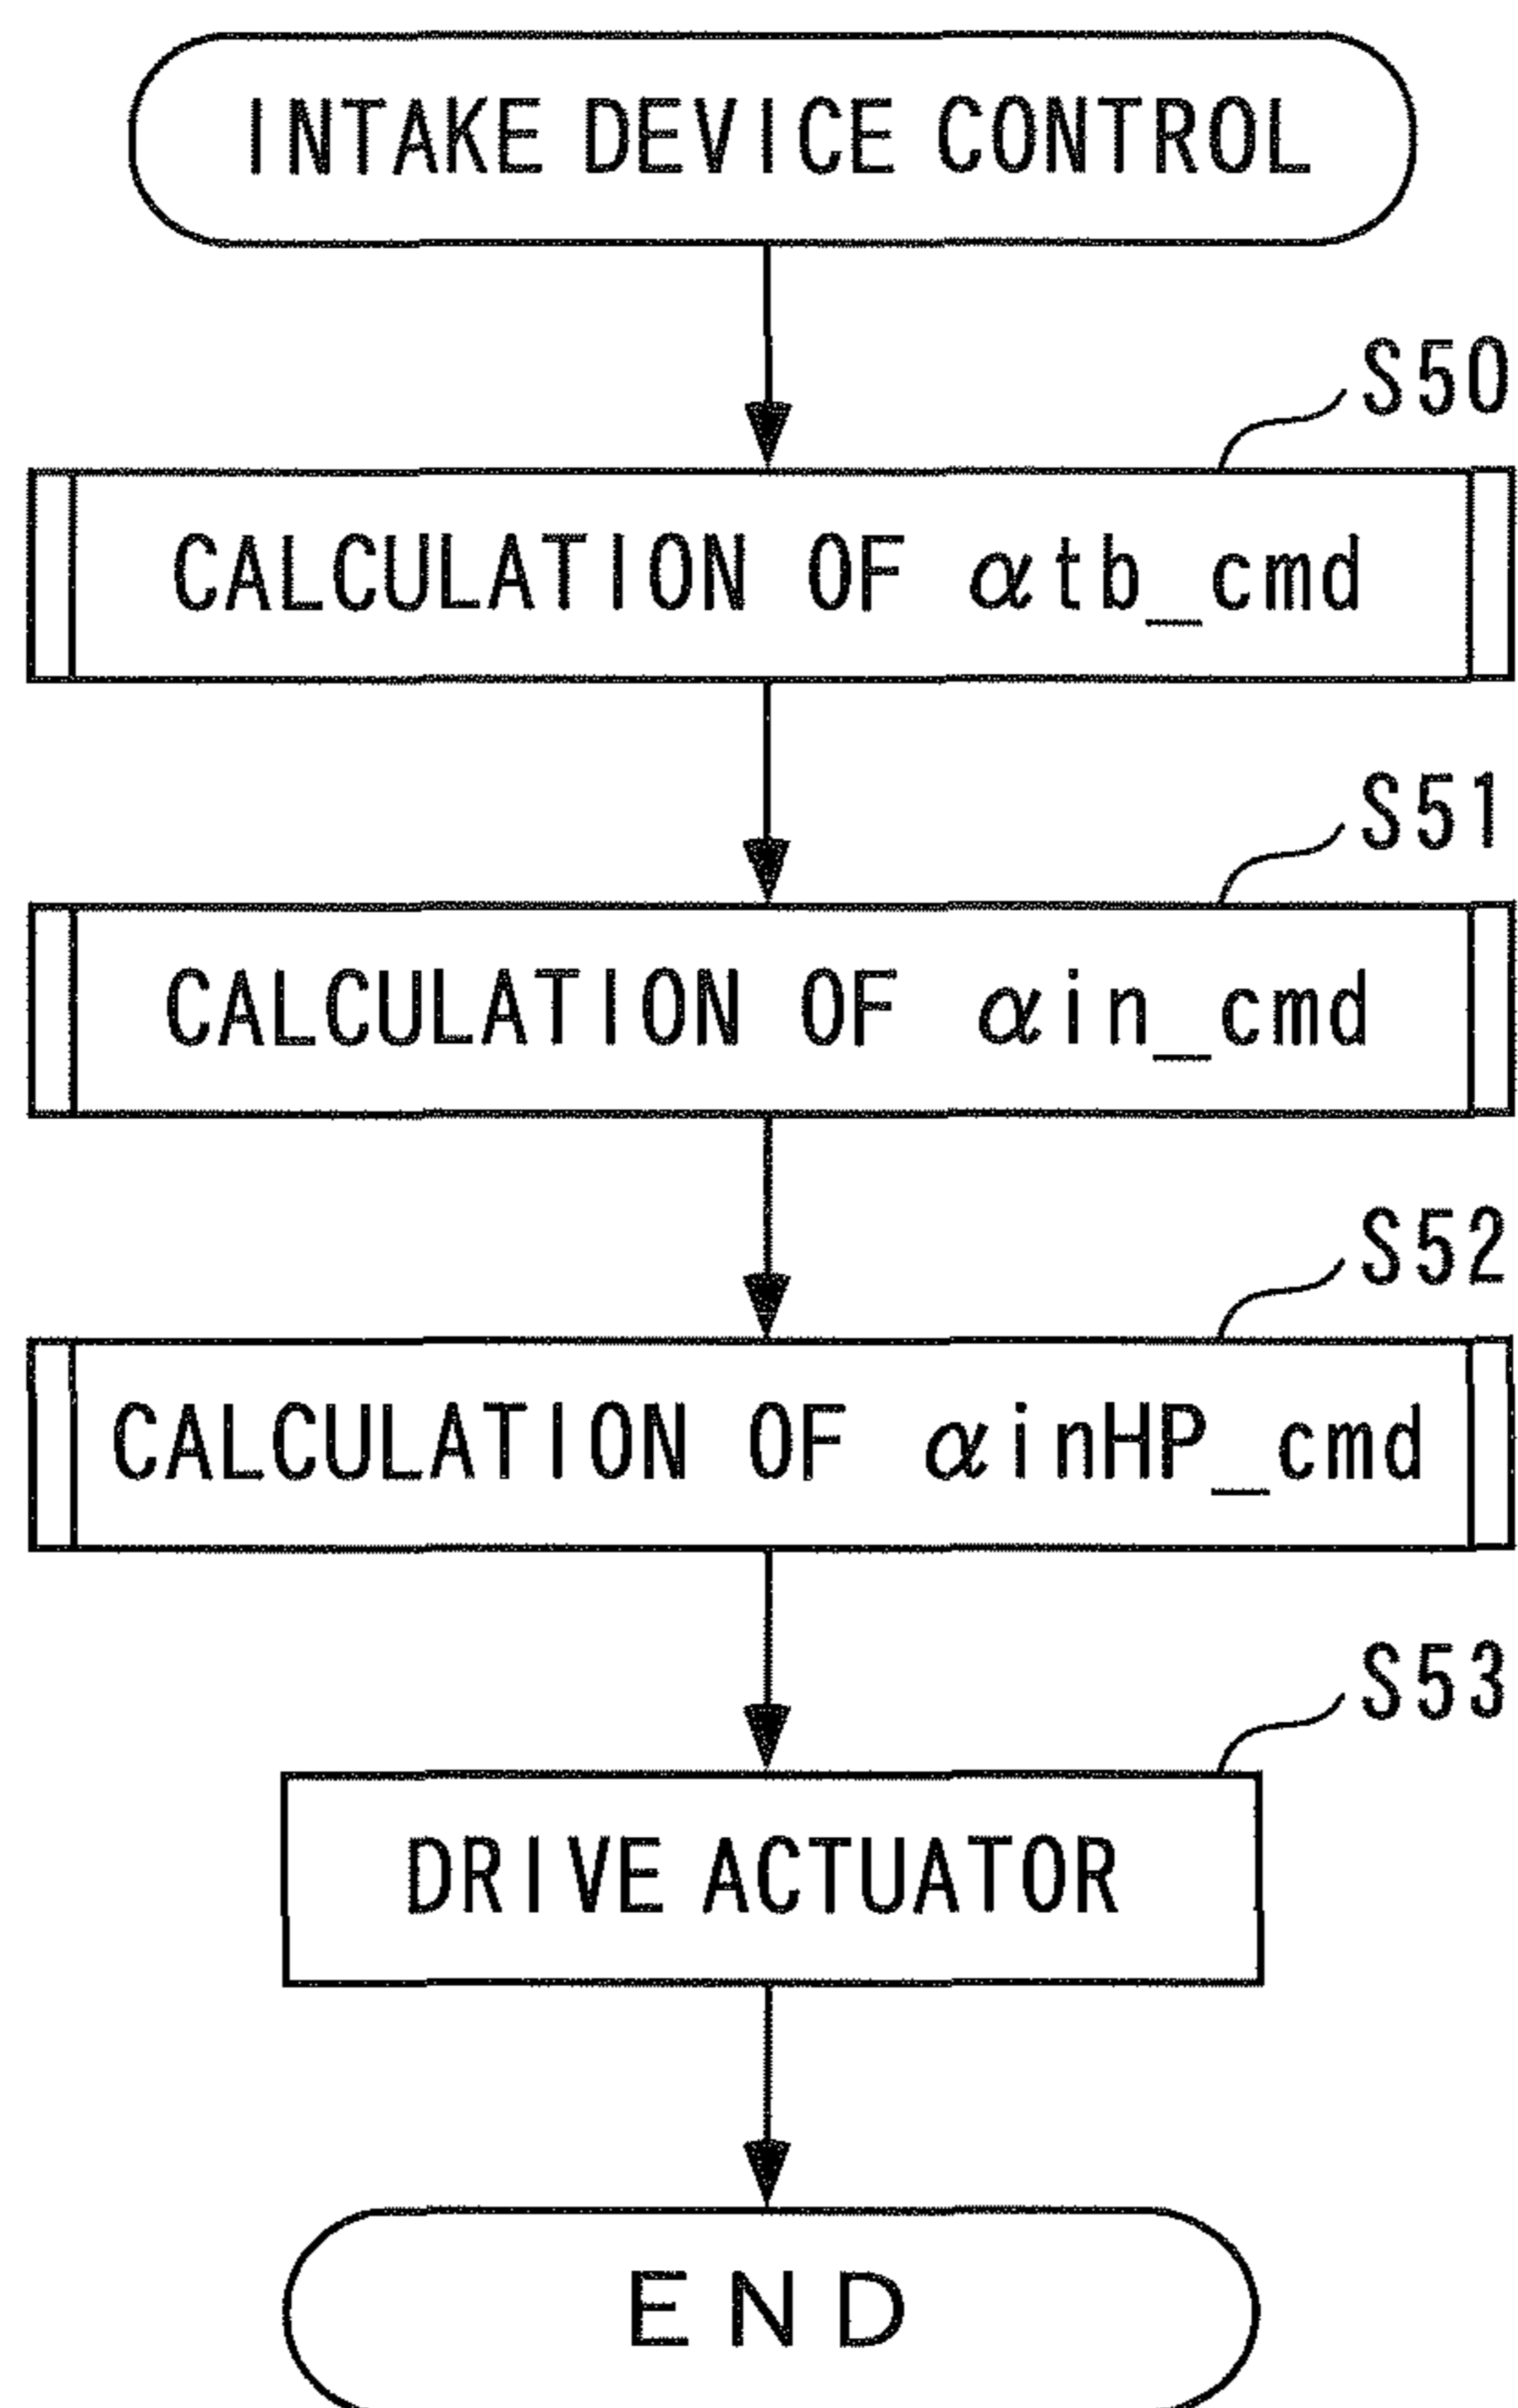 INTAKE DEVICE CONTROL
S50
CALCULATION OF αtb_cmd
S51
CALCULATION OF αin_cmd
S52
CALCULATION OF αinHP_cmd
S53
DRIVE ACTUATOR
END